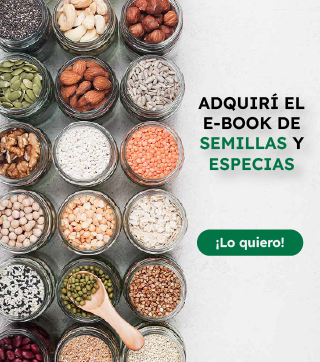 ADQUIRÍ EL
E-BOOK DE
SEMILLAS Y
ESPECIAS
¡Lo quiero!